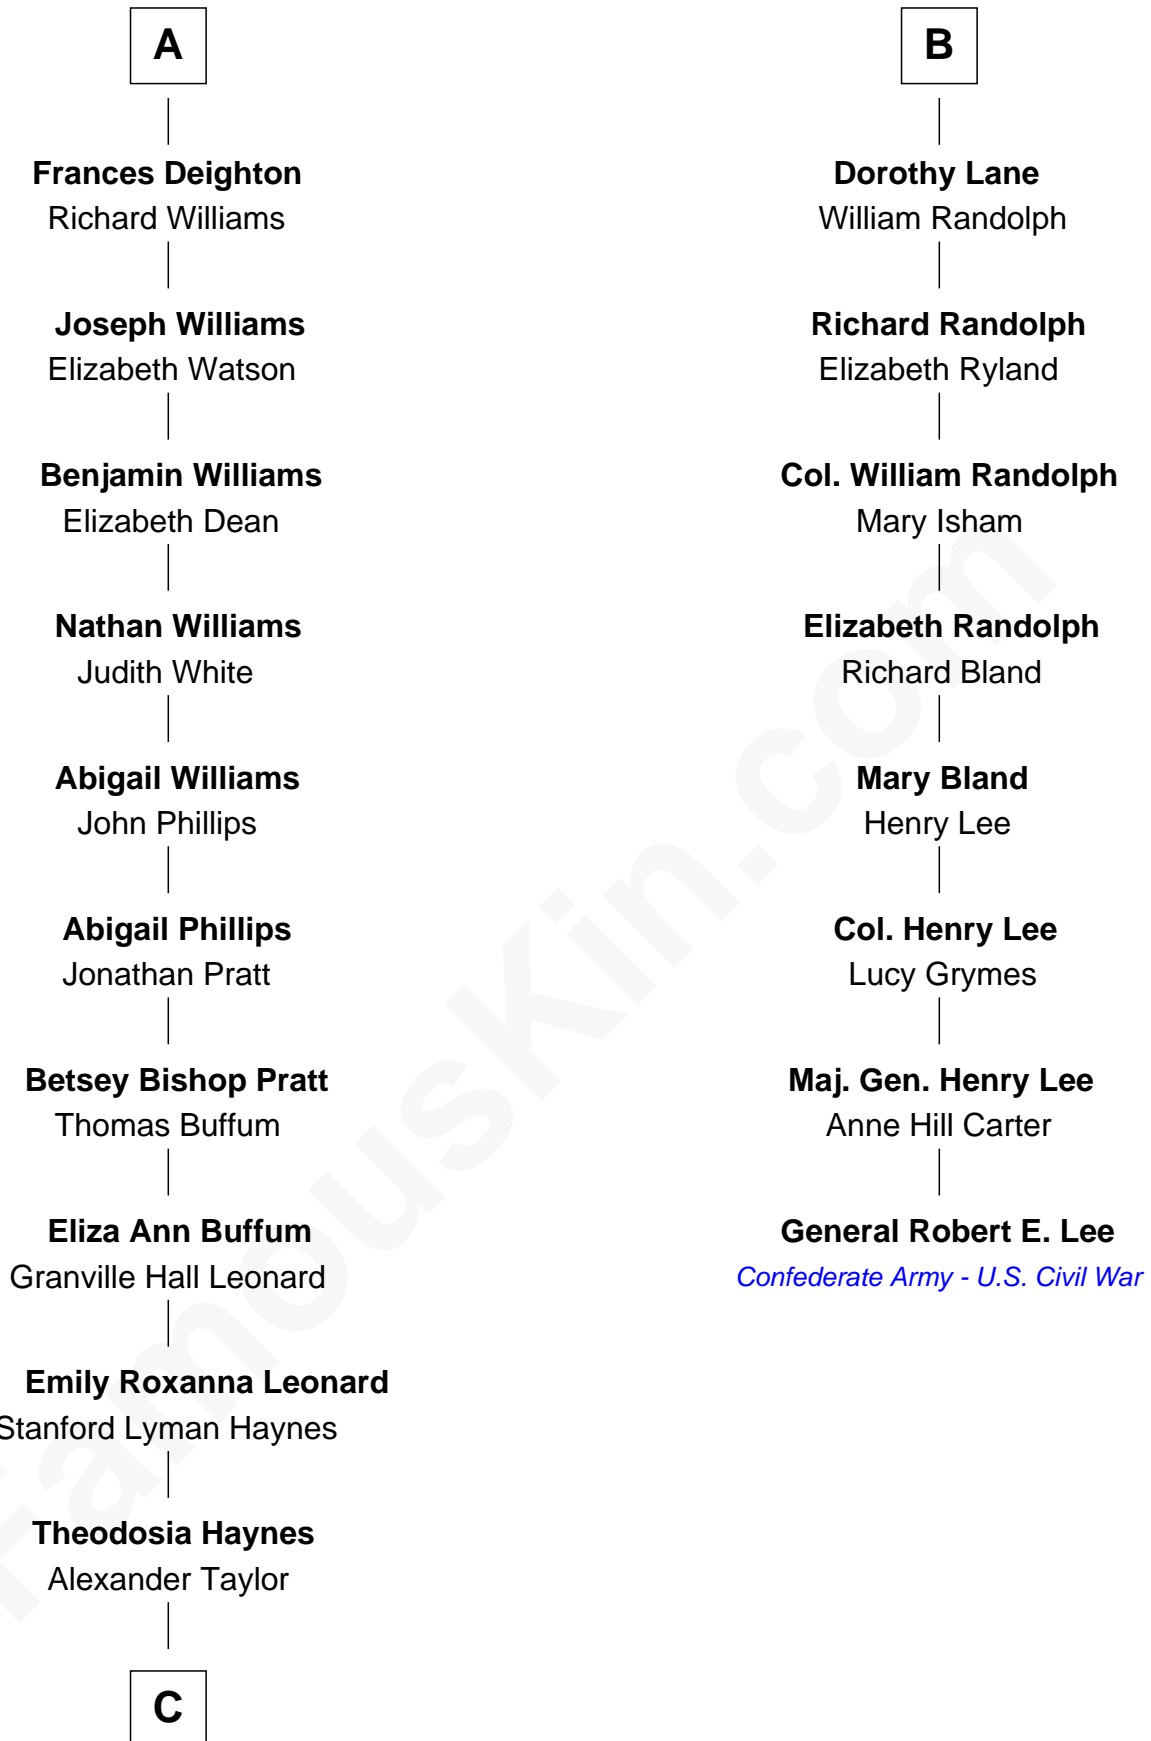 A
Frances Deighton
Richard Williams
Joseph Williams
Elizabeth Watson
Benjamin Williams
Elizabeth Dean
Nathan Williams
Judith White
Abigail Williams
John Phillips
Abigail Phillips
Jonathan Pratt
Betsey Bishop Pratt
Thomas Buffum
Eliza Ann Buffum
Granville Hall Leonard
Emily Roxanna Leonard
Stanford Lyman Haynes
Theodosia Haynes
Alexander Taylor
C
B
Dorothy Lane
William Randolph
Richard Randolph
Elizabeth Ryland
Col. William Randolph
Mary Isham
Elizabeth Randolph
Richard Bland
Mary Bland
Henry Lee
Col. Henry Lee
Lucy Grymes
Maj. Gen. Henry Lee
Anne Hill Carter
General Robert E. Lee
Confederate Army - U.S. Civil War
FamousKin.com